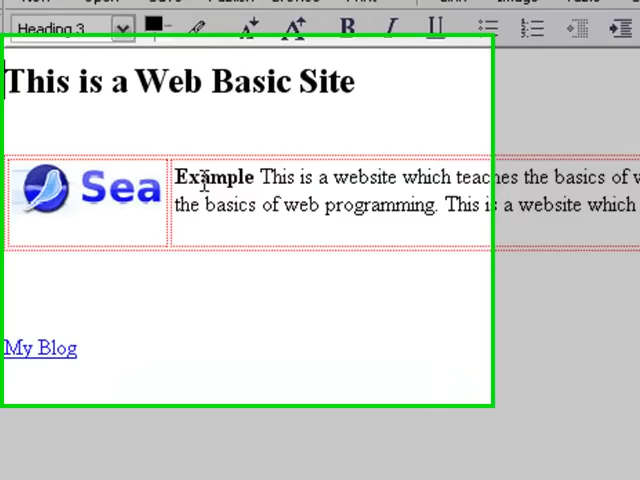 Heading 3
B I U
This is a Web Basic Site
Sea
Example This is a website which teaches the basics of
the basics of web programming. This is a website which
My Blog